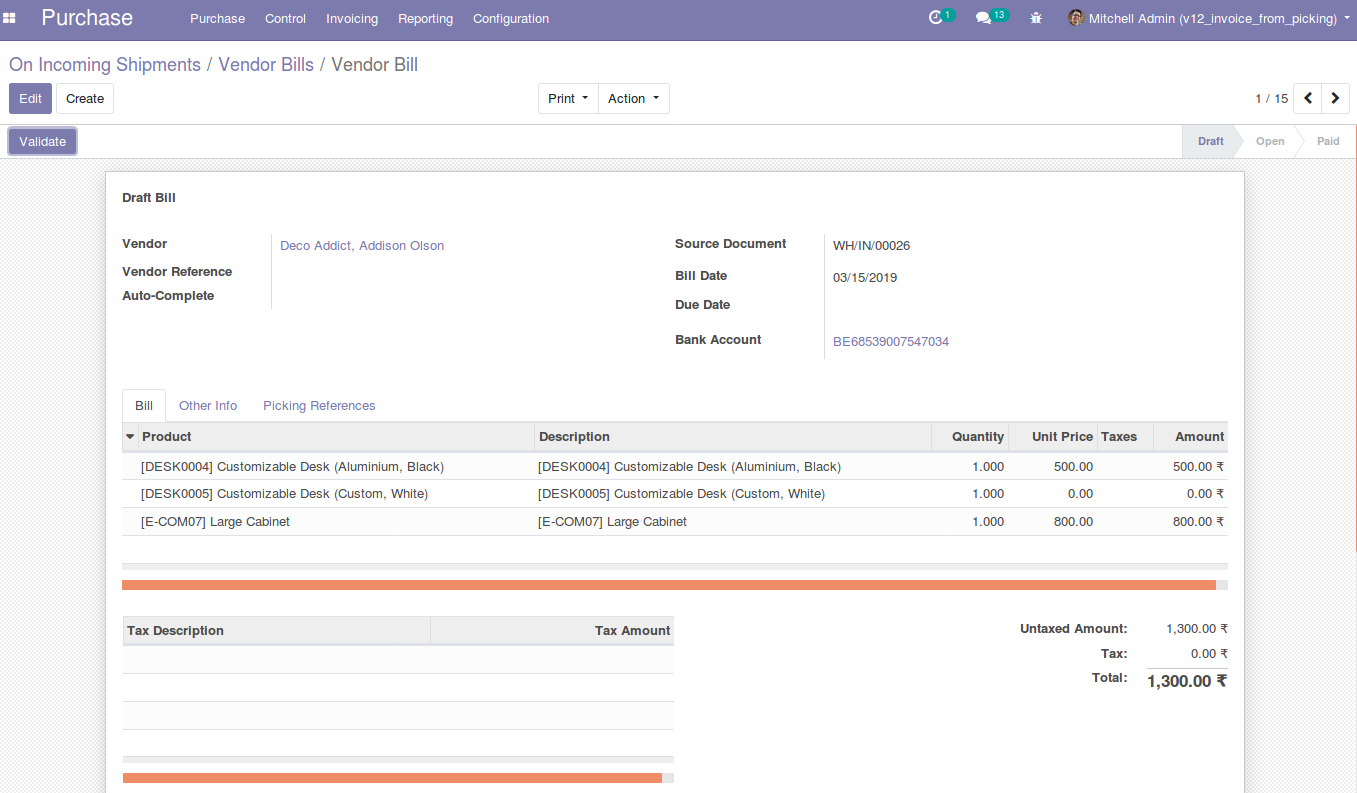 Purchase Purchase Control Invoicing Reporting Configuration 1 13 Mitchell Admin (v12_invoice_from_picking)
On Incoming Shipments / Vendor Bills / Vendor Bill
Edit Create Print Action 1 / 15
Validate Draft Open Paid
Draft Bill
Vendor Deco Addict, Addison Olson Source Document WH/IN/00026
Vendor Reference Bill Date 03/15/2019
Auto-Complete Due Date
Bank Account BE68539007547034
Bill Other Info Picking References
Product Description Quantity Unit Price Taxes Amount
[DESK0004] Customizable Desk (Aluminium, Black) [DESK0004] Customizable Desk (Aluminium, Black) 1.000 500.00 500.00 ₹
[DESK0005] Customizable Desk (Custom, White) [DESK0005] Customizable Desk (Custom, White) 1.000 0.00 0.00 ₹
[E-COM07] Large Cabinet [E-COM07] Large Cabinet 1.000 800.00 800.00 ₹
Tax Description Tax Amount Untaxed Amount: 1,300.00 ₹
Tax: 0.00 ₹
Total: 1,300.00 ₹